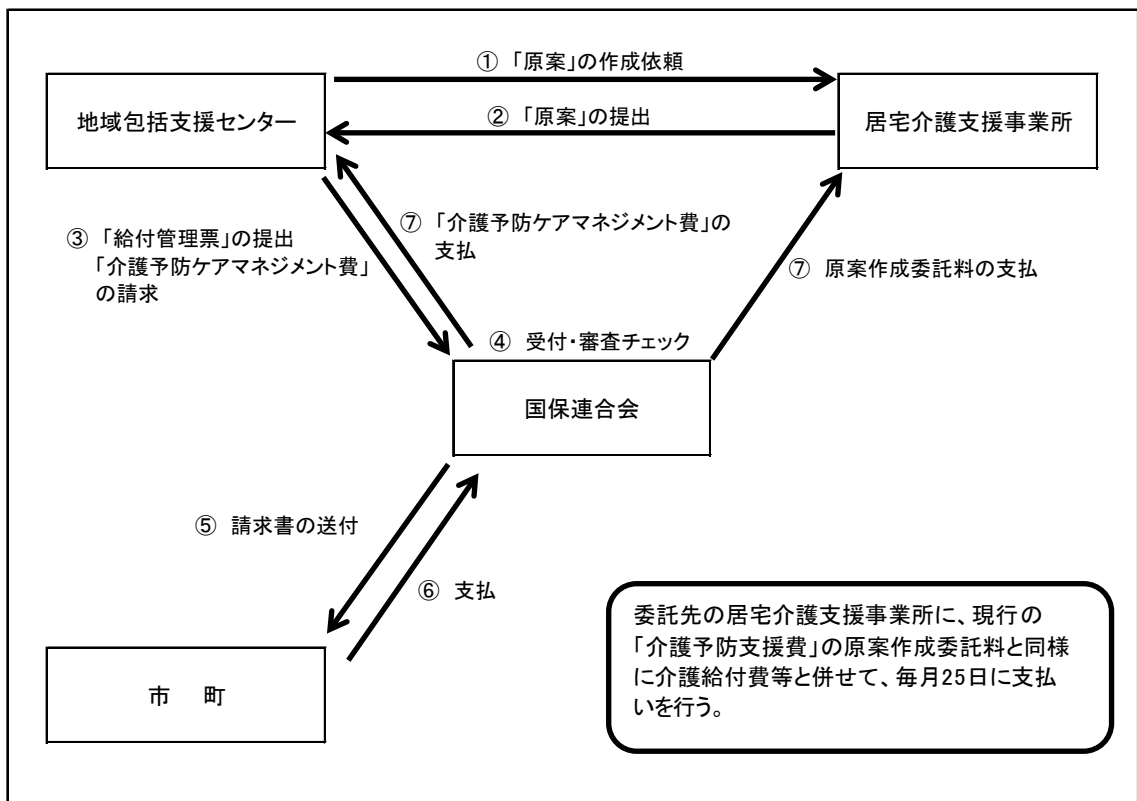 ① 「原案」の作成依頼
地域包括支援センター
居宅介護支援事業所
② 「原案」の提出
③ 「給付管理票」の提出
「介護予防ケアマネジメント費」
の請求
⑦ 「介護予防ケアマネジメント費」の
支払
⑦ 原案作成委託料の支払
④ 受付・審査チェック
国保連合会
⑤ 請求書の送付
⑥ 支払
市 町
委託先の居宅介護支援事業所に、現行の
「介護予防支援費」の原案作成委託料と同様
に介護給付費等と併せて、毎月25日に支払
いを行う。